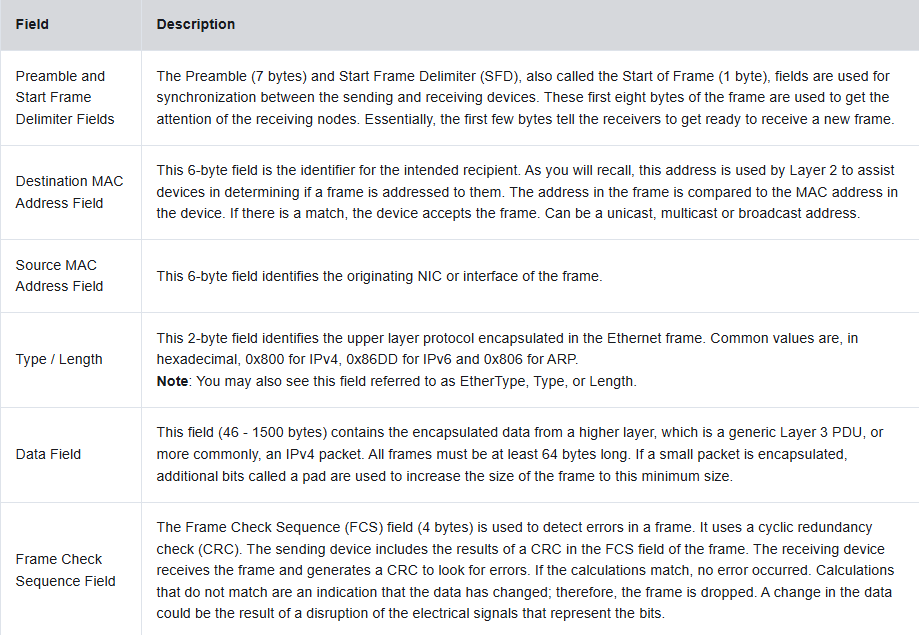 Field
Description
Preamble and
Start Frame
Delimiter Fields
The Preamble (7 bytes) and Start Frame Delimiter (SFD), also called the Start of Frame (1 byte), fields are used for
synchronization between the sending and receiving devices. These first eight bytes of the frame are used to get the
attention of the receiving nodes. Essentially, the first few bytes tell the receivers to get ready to receive a new frame.
Destination MAC
Address Field
This 6-byte field is the identifier for the intended recipient. As you will recall, this address is used by Layer 2 to assist
devices in determining if a frame is addressed to them. The address in the frame is compared to the MAC address in
the device. If there is a match, the device accepts the frame. Can be a unicast, multicast or broadcast address.
Source MAC
Address Field
This 6-byte field identifies the originating NIC or interface of the frame.
Type / Length
This 2-byte field identifies the upper layer protocol encapsulated in the Ethernet frame. Common values are, in
hexadecimal, 0x800 for IPv4, 0x86DD for IPv6 and 0x806 for ARP.
Note: You may also see this field referred to as EtherType, Type, or Length.
Data Field
This field (46 - 1500 bytes) contains the encapsulated data from a higher layer, which is a generic Layer 3 PDU, or
more commonly, an IPv4 packet. All frames must be at least 64 bytes long. If a small packet is encapsulated,
additional bits called a pad are used to increase the size of the frame to this minimum size.
Frame Check
Sequence Field
The Frame Check Sequence (FCS) field (4 bytes) is used to detect errors in a frame. It uses a cyclic redundancy
check (CRC). The sending device includes the results of a CRC in the FCS field of the frame. The receiving device
receives the frame and generates a CRC to look for errors. If the calculations match, no error occurred. Calculations
that do not match are an indication that the data has changed; therefore, the frame is dropped. A change in the data
could be the result of a disruption of the electrical signals that represent the bits.